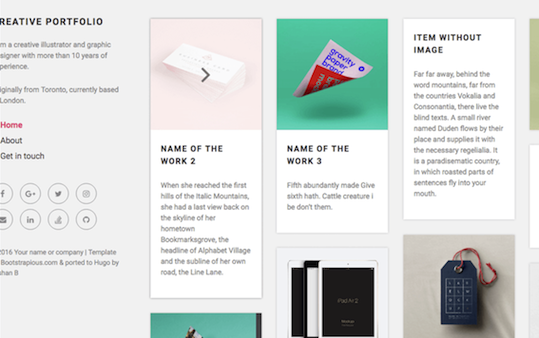 REATIVE PORTFOLIO
m a creative illustrator and graphic
signer with more than 10 years of
perience.
iginally from Toronto, currently based
London.
Home
About
Get in touch
2016 Your name or company | Template
Bootstrapious.com & ported to Hugo by
han B
NAME OF THE
WORK 2
When she reached the first
hills of the Italic Mountains,
she had a last view back on
the skyline of her
hometown
Bookmarksgrove, the
headline of Alphabet Village
and the subline of her own
road, the Line Lane.
gravity
paper
brand
NAME OF THE
WORK 3
Fifth abundantly made Give
sixth hath. Cattle creature i
be don't them.
iPad Air 2
ITEM WITHOUT
IMAGE
Far far away, behind the
word mountains, far from
the countries Vokalia and
Consonantia, there live the
blind texts. A small river
named Duden flows by their
place and supplies it with
the necessary regelialia. It
is a paradisematic country,
in which roasted parts of
sentences fly into your
mouth.